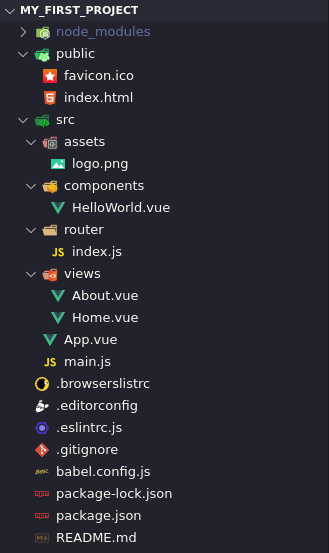 MY_FIRST_PROJECT
node_modules
public
favicon.ico
index.html
src
assets
logo.png
components
HelloWorld.vue
router
JS index.js
views
About.vue
Home.vue
App.vue
JS main.js
.browserslistrc
.editorconfig
.eslintrc.js
.gitignore
babel.config.js
package-lock.json
package.json
README.md